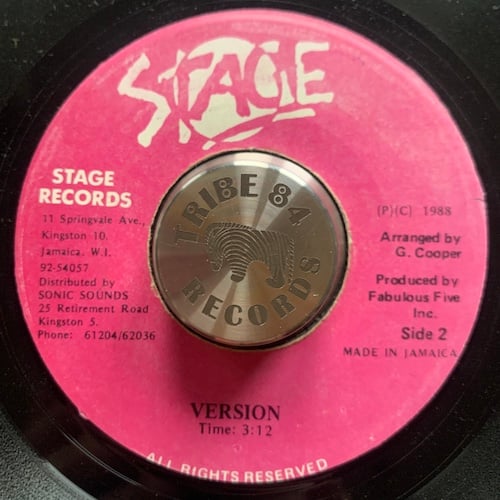 STAGE
STAGE
RECORDS
11 Springvale Ave.,
Kingston 10.
Jamaica. W.I.
92-54057
Distributed by
SONIC SOUNDS
25 Retirement Road
Kingston 5.
Phone: 61204/62036
TRIBE 84
RECORDS
(P)(C) 1988
Arranged by
G. Cooper
Produced by
Fabulous Five
Inc.
Side 2
MADE IN JAMAICA
VERSION
Time: 3:12
ALL RIGHTS RESERVED